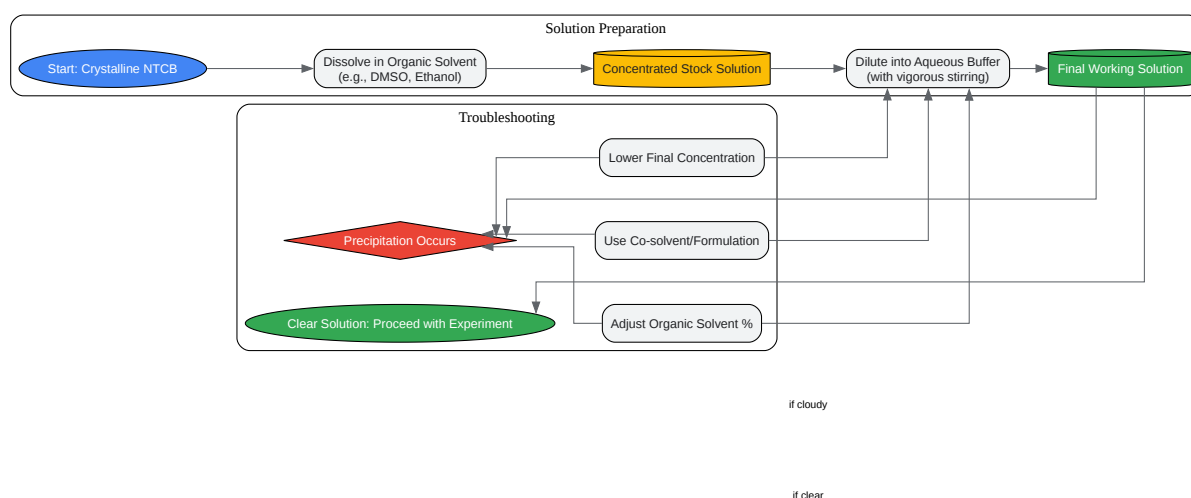 Solution Preparation
Start: Crystalline NTCB
Dissolve in Organic Solvent
(e.g., DMSO, Ethanol)
Concentrated Stock Solution
Dilute into Aqueous Buffer
(with vigorous stirring)
Final Working Solution
Troubleshooting
Lower Final Concentration
Precipitation Occurs
Use Co-solvent/Formulation
Clear Solution: Proceed with Experiment
Adjust Organic Solvent %
if cloudy
if clear